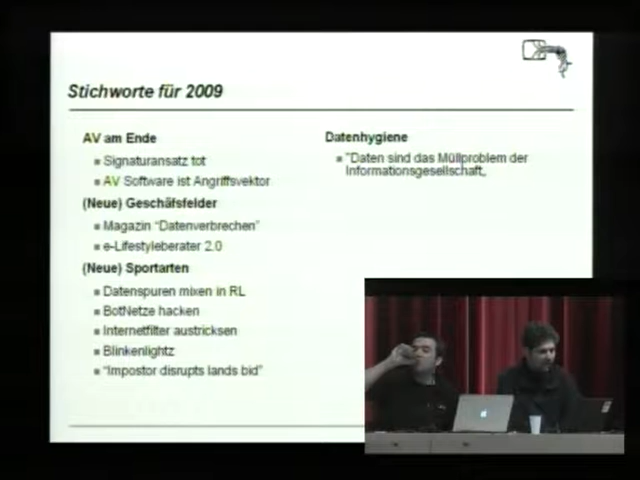 Stichworte für 2009
AV am Ende
Signaturansatz tot
AV Software ist Angriffsvektor
(Neue) Geschäfsfelder
Magazin "Datenverbrechen"
e-Lifestyleberater 2.0
(Neue) Sportarten
Datenspuren mixen in RL
BotNetze hacken
Internetfilter austricksen
Blinkenlightz
"Impostor disrupts lands bid"
Datenhygiene
"Daten sind das Müllproblem der
Informationsgesellschaft„